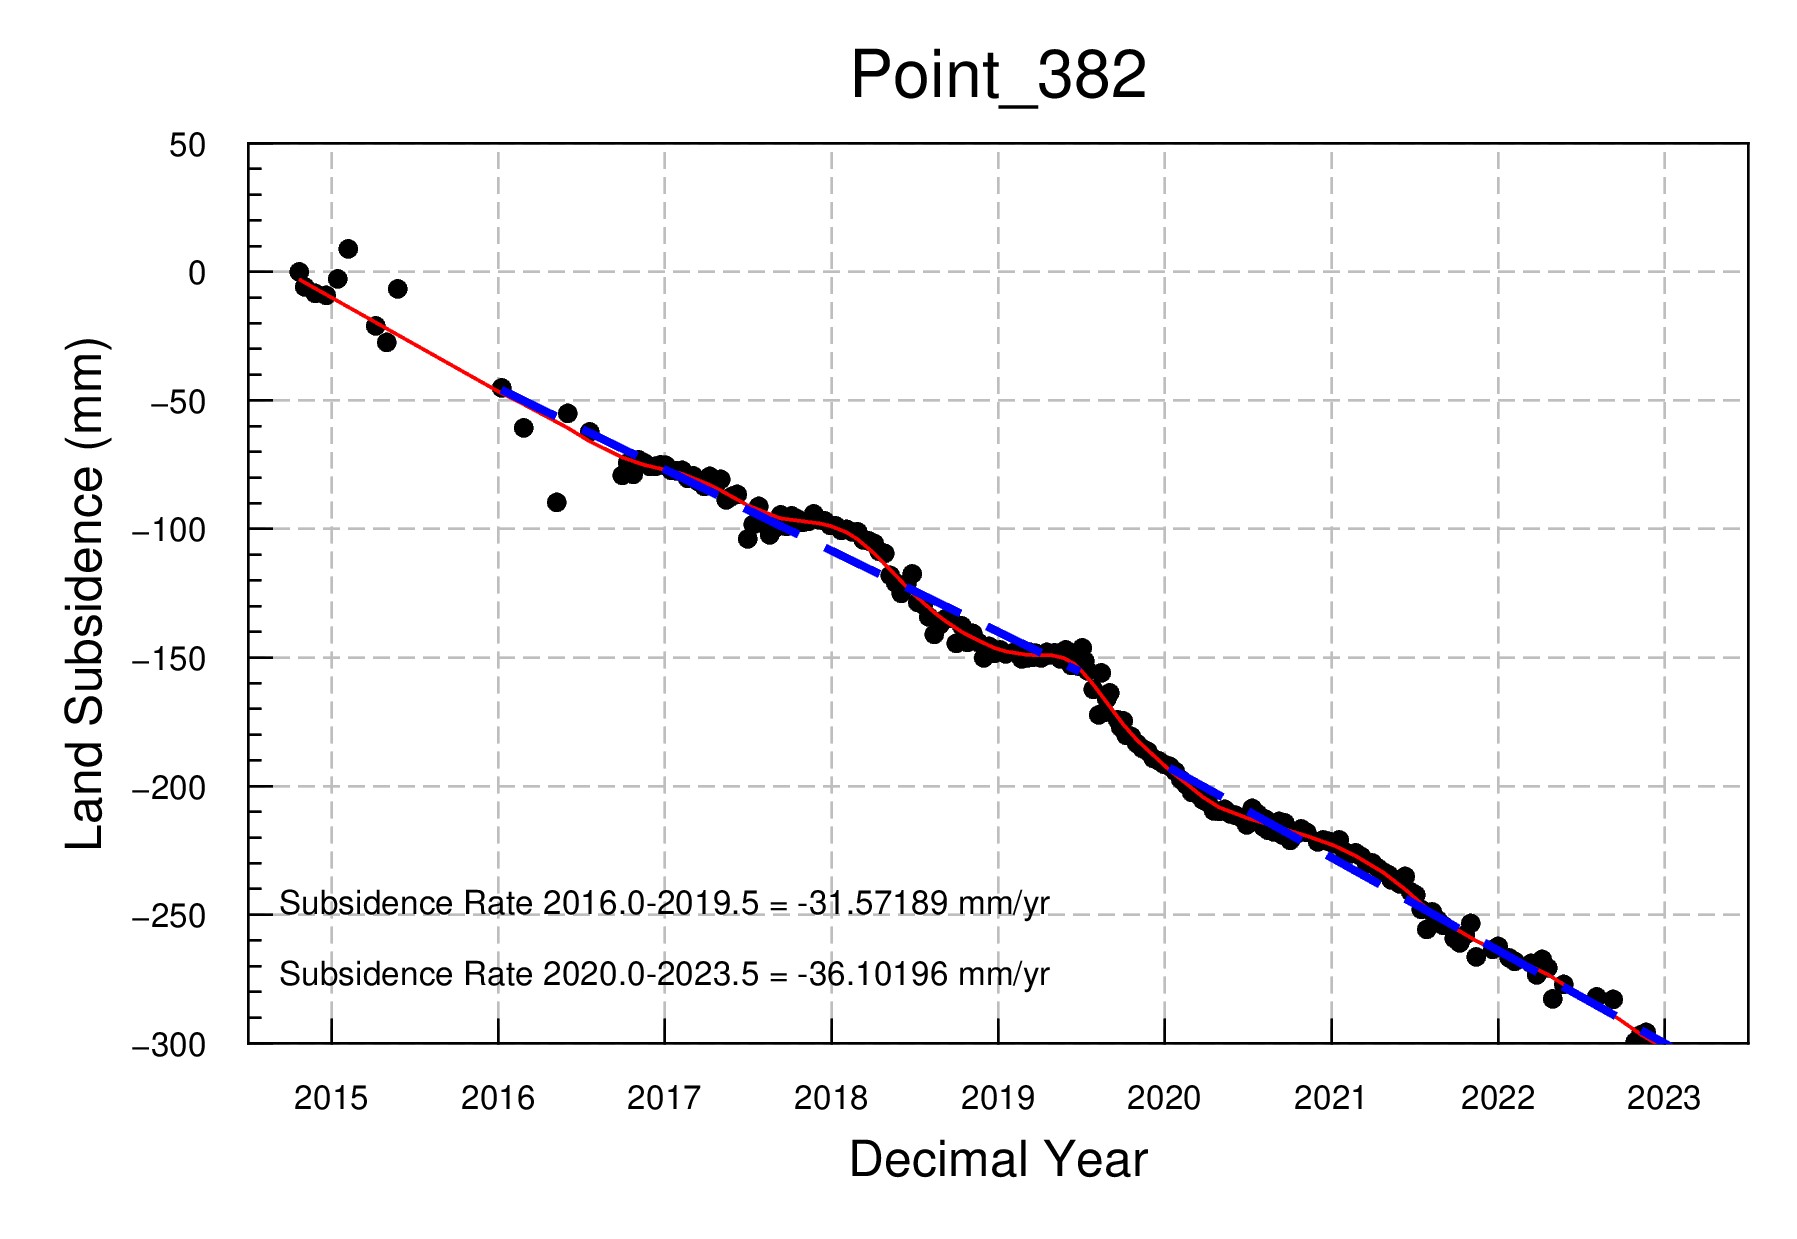 Point_382
50
0
−50
−100
−150
−200
−250
−300
Land Subsidence (mm)
Subsidence Rate 2016.0-2019.5 = -31.57189 mm/yr
Subsidence Rate 2020.0-2023.5 = -36.10196 mm/yr
2015 2016 2017 2018 2019 2020 2021 2022 2023
Decimal Year